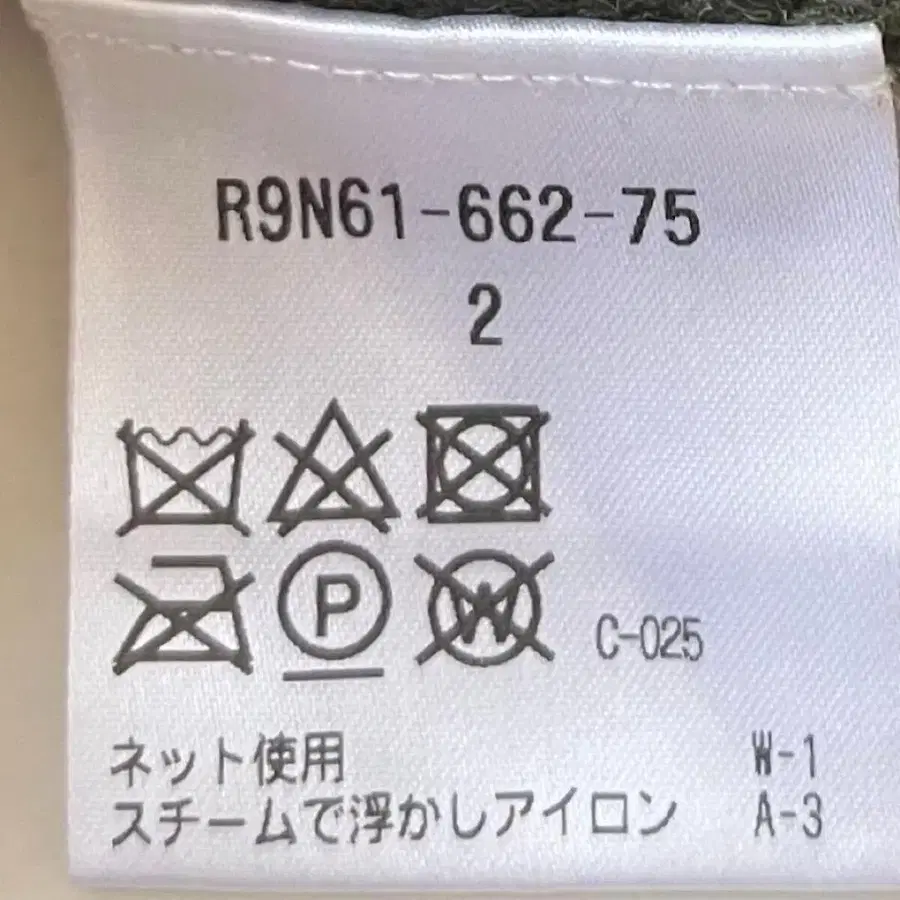 R9N61-662-75
2
P W C-025
ネット使用 W-1
スチームで浮かしアイロン A-3